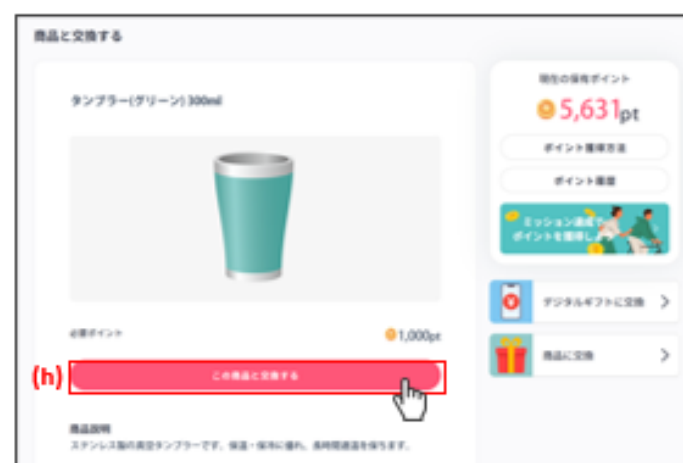 商品と交換する
タンブラー(グリーン) 300ml
必要ポイント
1,000pt
(h)
この商品と交換する
商品説明
ステンレス製の真空タンブラーです。保温・保冷に優れ、長時間適温を保ちます。
現在の保有ポイント
5,631pt
ポイント獲得方法
ポイント履歴
ミッション達成で
ポイントを獲得しよう
デジタルギフトに交換
商品に交換